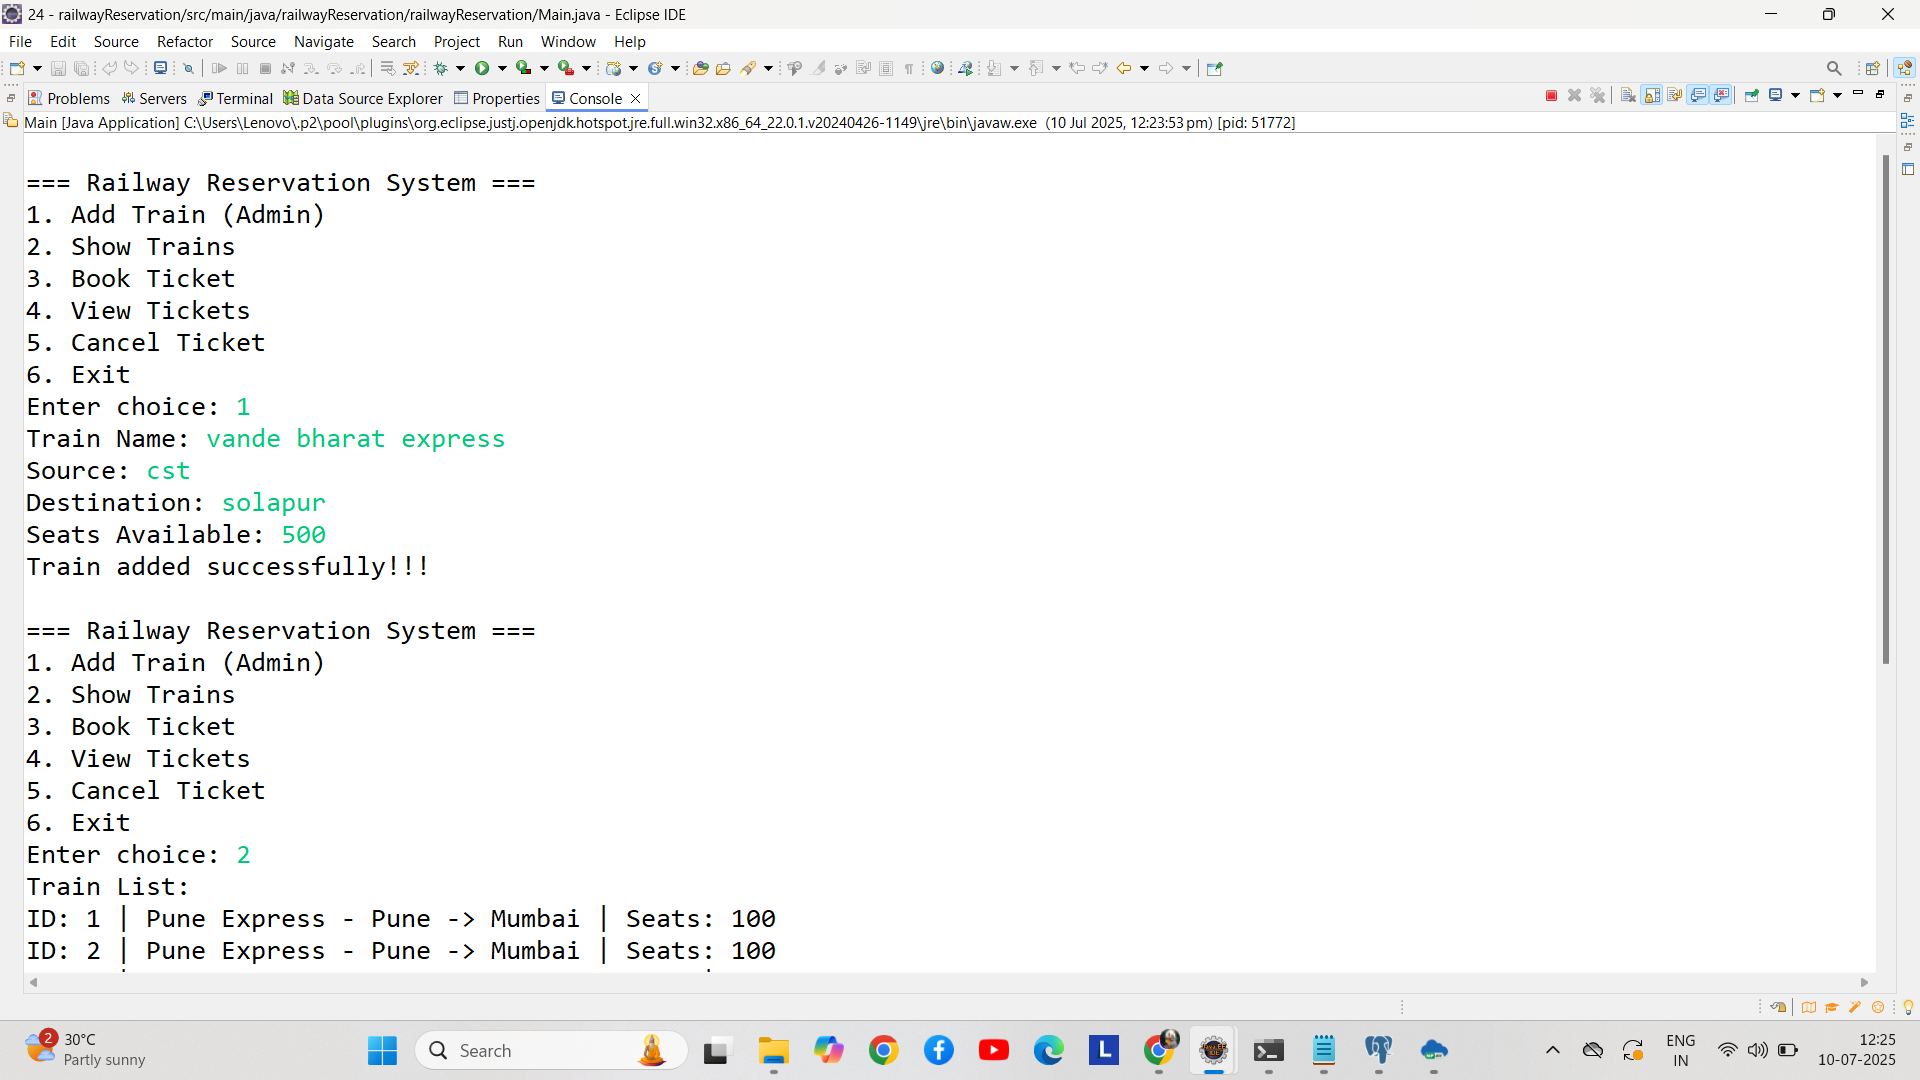 24 - railwayReservation/src/main/java/railwayReservation/railwayReservation/Main.java - Eclipse IDE
File Edit Source Refactor Source Navigate Search Project Run Window Help
Problems Servers Terminal Data Source Explorer Properties Console
Main [Java Application] C:\Users\Lenovo\.p2\pool\plugins\org.eclipse.justj.openjdk.hotspot.jre.full.win32.x86_64_22.0.1.v20240426-1149\jre\bin\javaw.exe (10 Jul 2025, 12:23:53 pm) [pid: 51772]
=== Railway Reservation System ===
1. Add Train (Admin)
2. Show Trains
3. Book Ticket
4. View Tickets
5. Cancel Ticket
6. Exit
Enter choice: 1
Train Name: vande bharat express
Source: cst
Destination: solapur
Seats Available: 500
Train added successfully!!!
=== Railway Reservation System ===
1. Add Train (Admin)
2. Show Trains
3. Book Ticket
4. View Tickets
5. Cancel Ticket
6. Exit
Enter choice: 2
Train List:
ID: 1 | Pune Express - Pune -> Mumbai | Seats: 100
ID: 2 | Pune Express - Pune -> Mumbai | Seats: 100
2
30°C
Partly sunny
Search
L
ENG
IN
12:25
10-07-2025